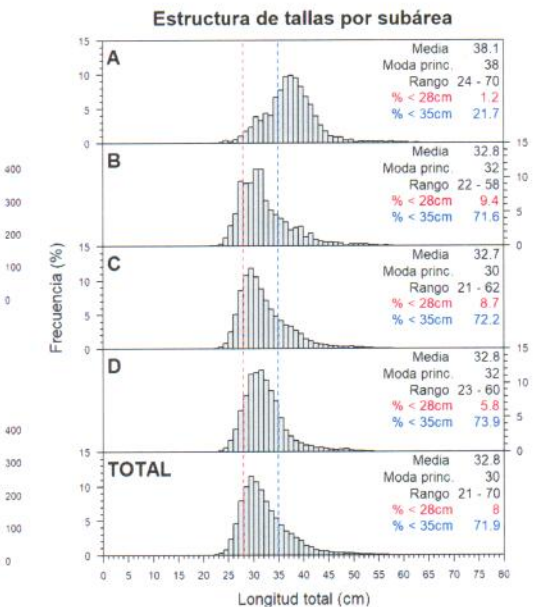 Estructura de tallas por subárea
A
Media 38.1
Moda princ. 38
Rango 24 - 70
% < 28cm 1.2
% < 35cm 21.7
15
10
5
0
B
Media 32.8
Moda princ. 32
Rango 22 - 58
% < 28cm 9.4
% < 35cm 71.6
15
10
5
0
C
Media 32.7
Moda princ. 30
Rango 21 - 62
% < 28cm 8.7
% < 35cm 72.2
15
10
5
0
D
Media 32.8
Moda princ. 32
Rango 23 - 60
% < 28cm 5.8
% < 35cm 73.9
15
10
5
0
TOTAL
Media 32.8
Moda princ. 30
Rango 21 - 70
% < 28cm 8
% < 35cm 71.9
15
10
5
0
400
300
200
100
0
400
300
200
100
0
Frecuencia (%)
0 5 10 15 20 25 30 35 40 45 50 55 60 65 70 75 80
Longitud total (cm)